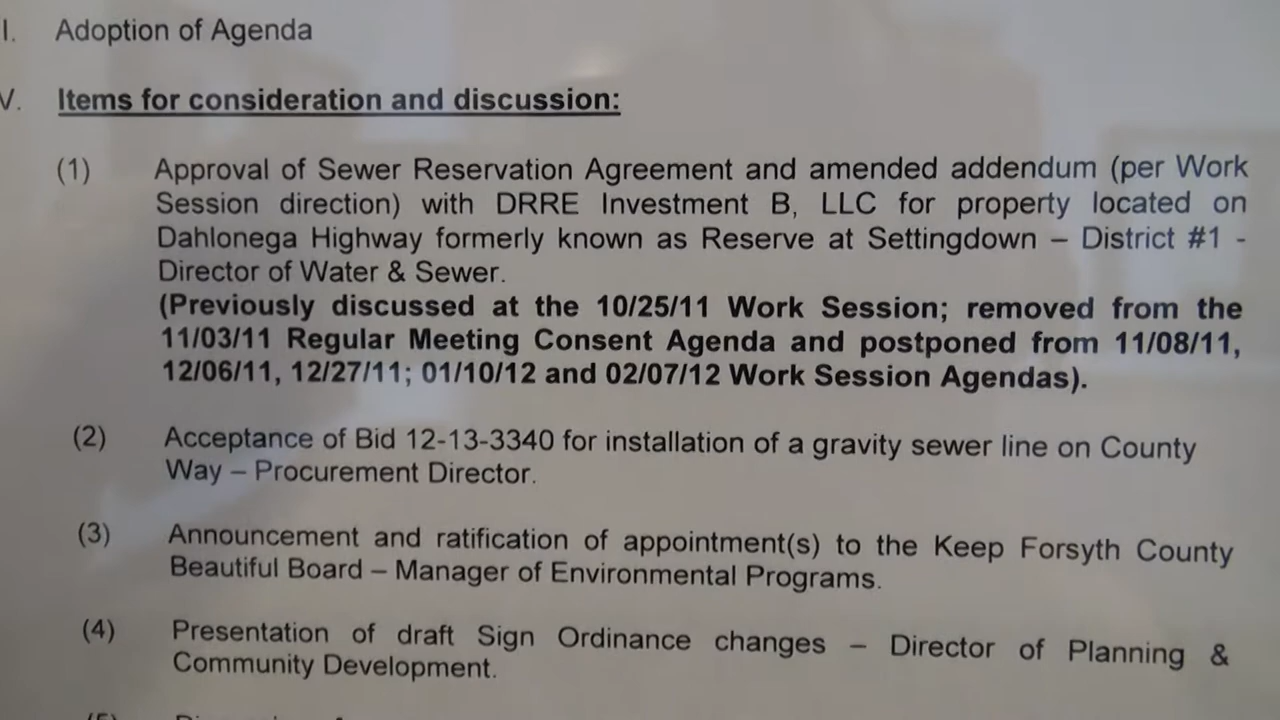 I. Adoption of Agenda
V. Items for consideration and discussion:
(1) Approval of Sewer Reservation Agreement and amended addendum (per Work
Session direction) with DRRE Investment B, LLC for property located on
Dahlonega Highway formerly known as Reserve at Settingdown – District #1 -
Director of Water & Sewer.
(Previously discussed at the 10/25/11 Work Session; removed from the
11/03/11 Regular Meeting Consent Agenda and postponed from 11/08/11,
12/06/11, 12/27/11; 01/10/12 and 02/07/12 Work Session Agendas).
(2) Acceptance of Bid 12-13-3340 for installation of a gravity sewer line on County
Way – Procurement Director.
(3) Announcement and ratification of appointment(s) to the Keep Forsyth County
Beautiful Board – Manager of Environmental Programs.
(4) Presentation of draft Sign Ordinance changes – Director of Planning &
Community Development.